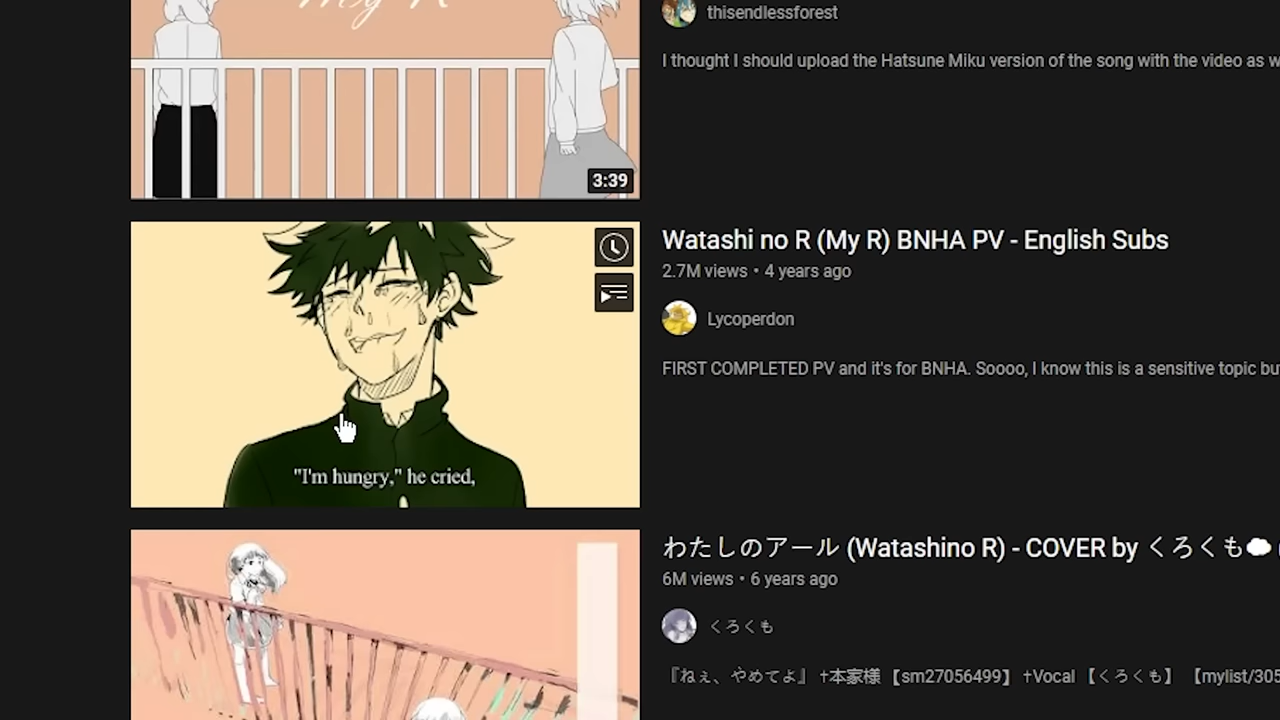 My R
thisendlessforest
I thought I should upload the Hatsune Miku version of the song with the video as w
3:39
Watashi no R (My R) BNHA PV - English Subs
2.7M views • 4 years ago
Lycoperdon
FIRST COMPLETED PV and it's for BNHA. Soooo, I know this is a sensitive topic bu
"I'm hungry," he cried,
わたしのアール (Watashino R) - COVER by くろくも
6M views • 6 years ago
くろくも
『ねぇ、やめてよ』 †本家様 【sm27056499】 †Vocal 【くろくも】 【mylist/305